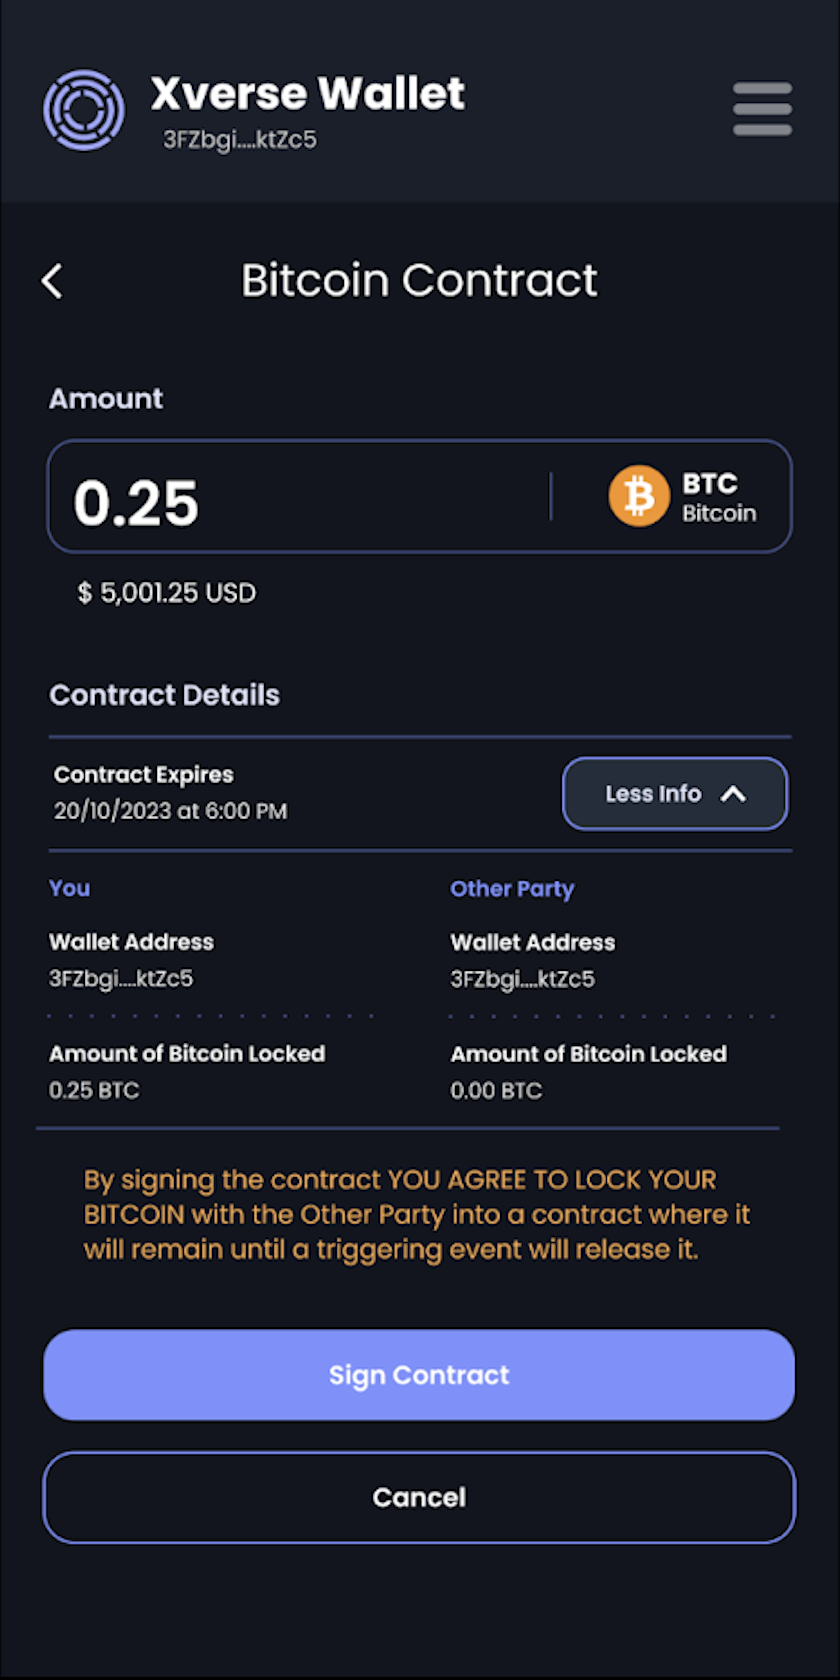 Xverse Wallet
3FZbgi....ktZc5
Bitcoin Contract
Amount
0.25
BTC
Bitcoin
$ 5,001.25 USD
Contract Details
Contract Expires
20/10/2023 at 6:00 PM
Less Info
You
Other Party
Wallet Address
Wallet Address
3FZbgi....ktZc5
3FZbgi....ktZc5
Amount of Bitcoin Locked
Amount of Bitcoin Locked
0.25 BTC
0.00 BTC
By signing the contract YOU AGREE TO LOCK YOUR
BITCOIN with the Other Party into a contract where it
will remain until a triggering event will release it.
Sign Contract
Cancel